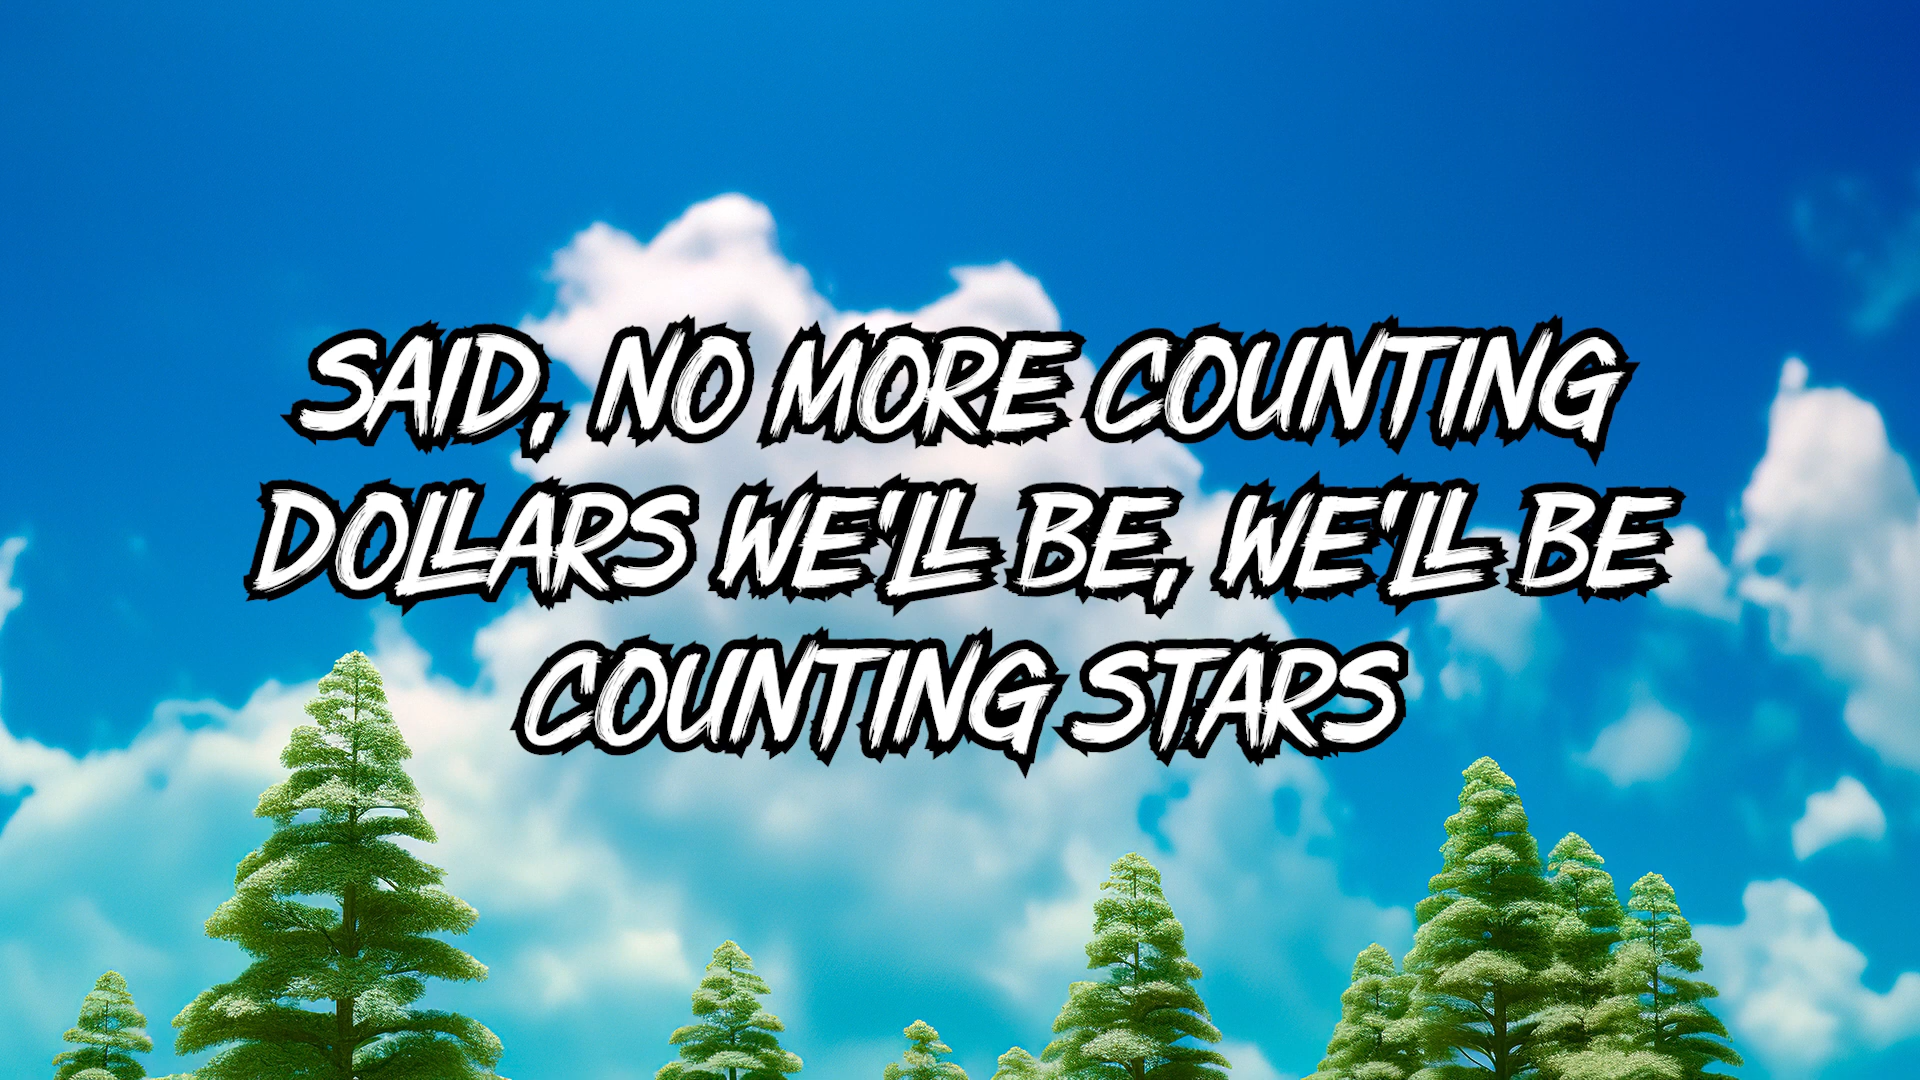 SAID, NO MORE COUNTING
DOLLARS WE'LL BE, WE'LL BE
COUNTING STARS